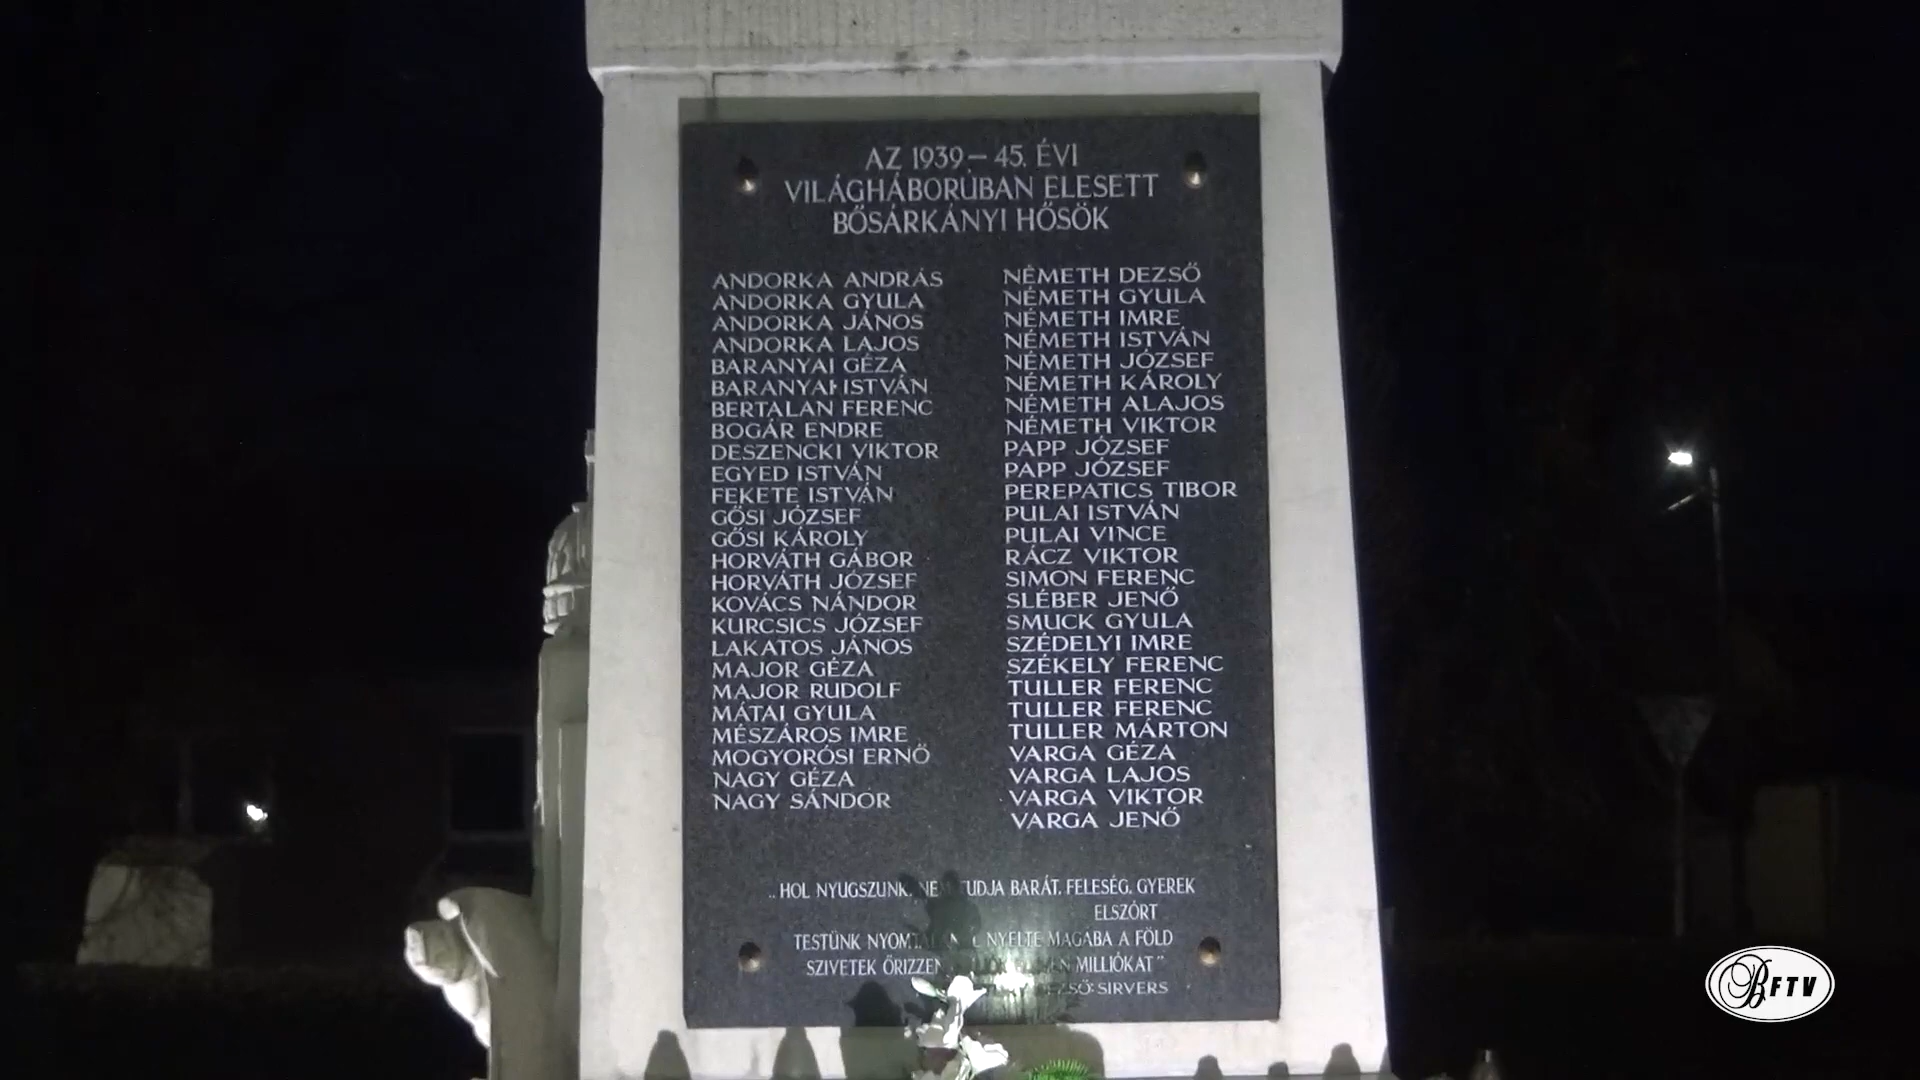 AZ 1939 – 45. ÉVI
VILÁGHÁBORÚBAN ELESETT
BŐSÁRKÁNYI HŐSÖK
ANDORKA ANDRÁS
ANDORKA GYULA
ANDORKA JÁNOS
ANDORKA LAJOS
BARANYAI GÉZA
BARANYAI ISTVÁN
BERTALAN FERENC
BOGÁR ENDRE
DESZENCKI VIKTOR
EGYED ISTVÁN
FEKETE ISTVÁN
GŐSI JÓZSEF
GŐSI KÁROLY
HORVÁTH GÁBOR
HORVÁTH JÓZSEF
KOVÁCS NÁNDOR
KURCSICS JÓZSEF
LAKATOS JÁNOS
MAJOR GÉZA
MAJOR RUDOLF
MÁTAI GYULA
MÉSZÁROS IMRE
MOGYORÓSI ERNŐ
NAGY GÉZA
NAGY SÁNDOR
NÉMETH DEZSŐ
NÉMETH GYULA
NÉMETH IMRE
NÉMETH ISTVÁN
NÉMETH JÓZSEF
NÉMETH KÁROLY
NÉMETH ALAJOS
NÉMETH VIKTOR
PAPP JÓZSEF
PAPP JÓZSEF
PEREPATICS TIBOR
PULAI ISTVÁN
PULAI VINCE
RÁCZ VIKTOR
SIMON FERENC
SLÉBER JENŐ
SMUCK GYULA
SZÉDELYI IMRE
SZÉKELY FERENC
TULLER FERENC
TULLER FERENC
TULLER MÁRTON
VARGA GÉZA
VARGA LAJOS
VARGA VIKTOR
VARGA JENŐ
„HOL NYUGSZUNK, NEM TUDJA BARÁT, FELESÉG, GYEREK
ELSZÓRT
TESTÜNK NYELTE MAGÁBA A FÖLD
SZIVETEK ŐRIZZEN MILLIÓKAT"
SIRVERS
BFTV